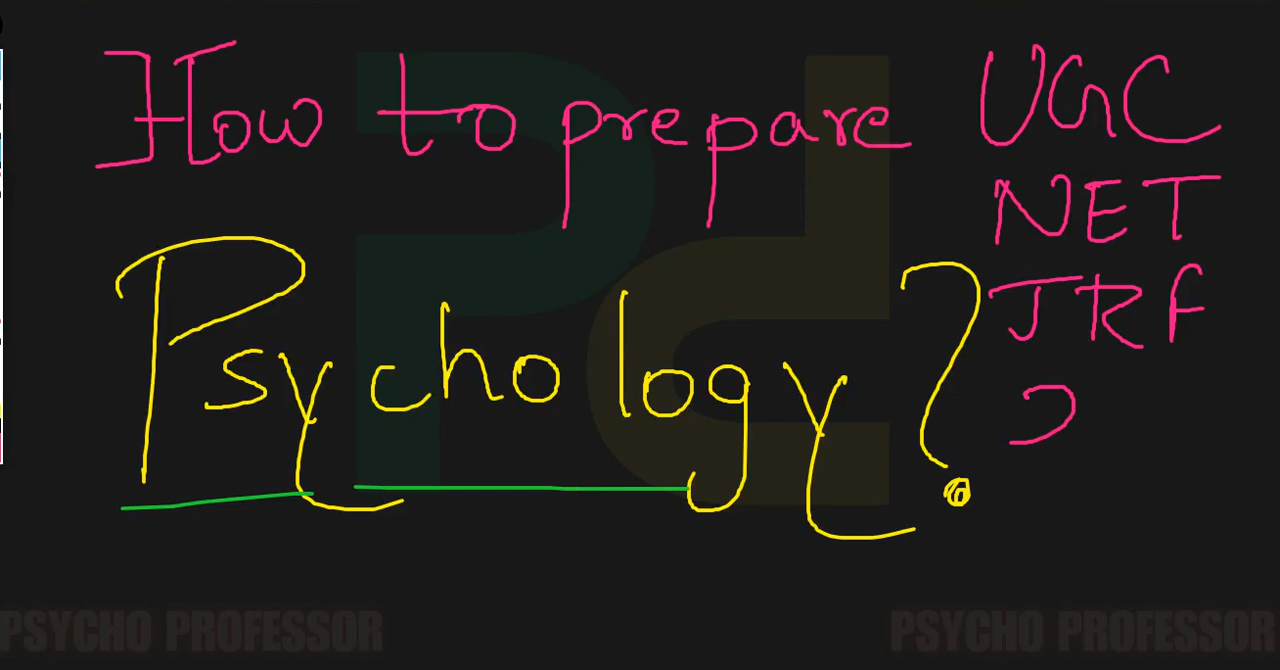 How to prepare UGC
NET
JRF
Psychology?
PSYCHO PROFESSOR PSYCHO PROFESSOR